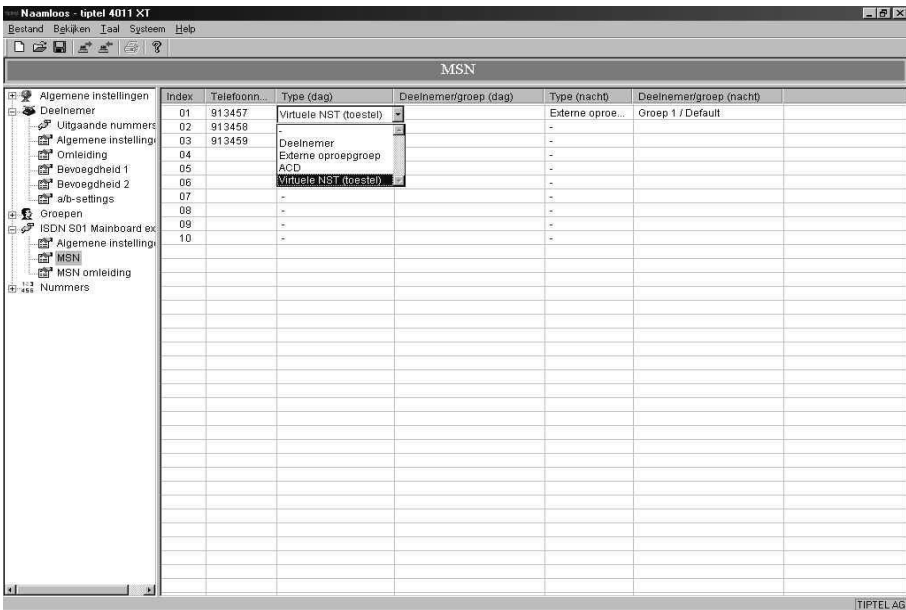 Naamloos - tiptel 4011 XT
Bestand Bekijken Taal Systeem Help
MSN
Algemene instellingen
Deelnemer
Uitgaande nummers
Algemene instellinge
Omleiding
Bevoegdheid 1
Bevoegdheid 2
a/b-settings
Groepen
ISDN S01 Mainboard ex
Algemene instellinge
MSN
MSN omleiding
Nummers
Index Telefoonn... Type (dag) Deelnemer/groep (dag) Type (nacht) Deelnemer/groep (nacht)
01 913457 Virtuele NST (toestel) Externe oproe... Groep 1 / Default
02 913458 - -
03 913459 Deelnemer -
04 Externe oproepgroep -
05 ACD -
06 Virtuele NST (toestel) -
07 - -
08 - -
09 - -
10 - -
TIPTEL AG